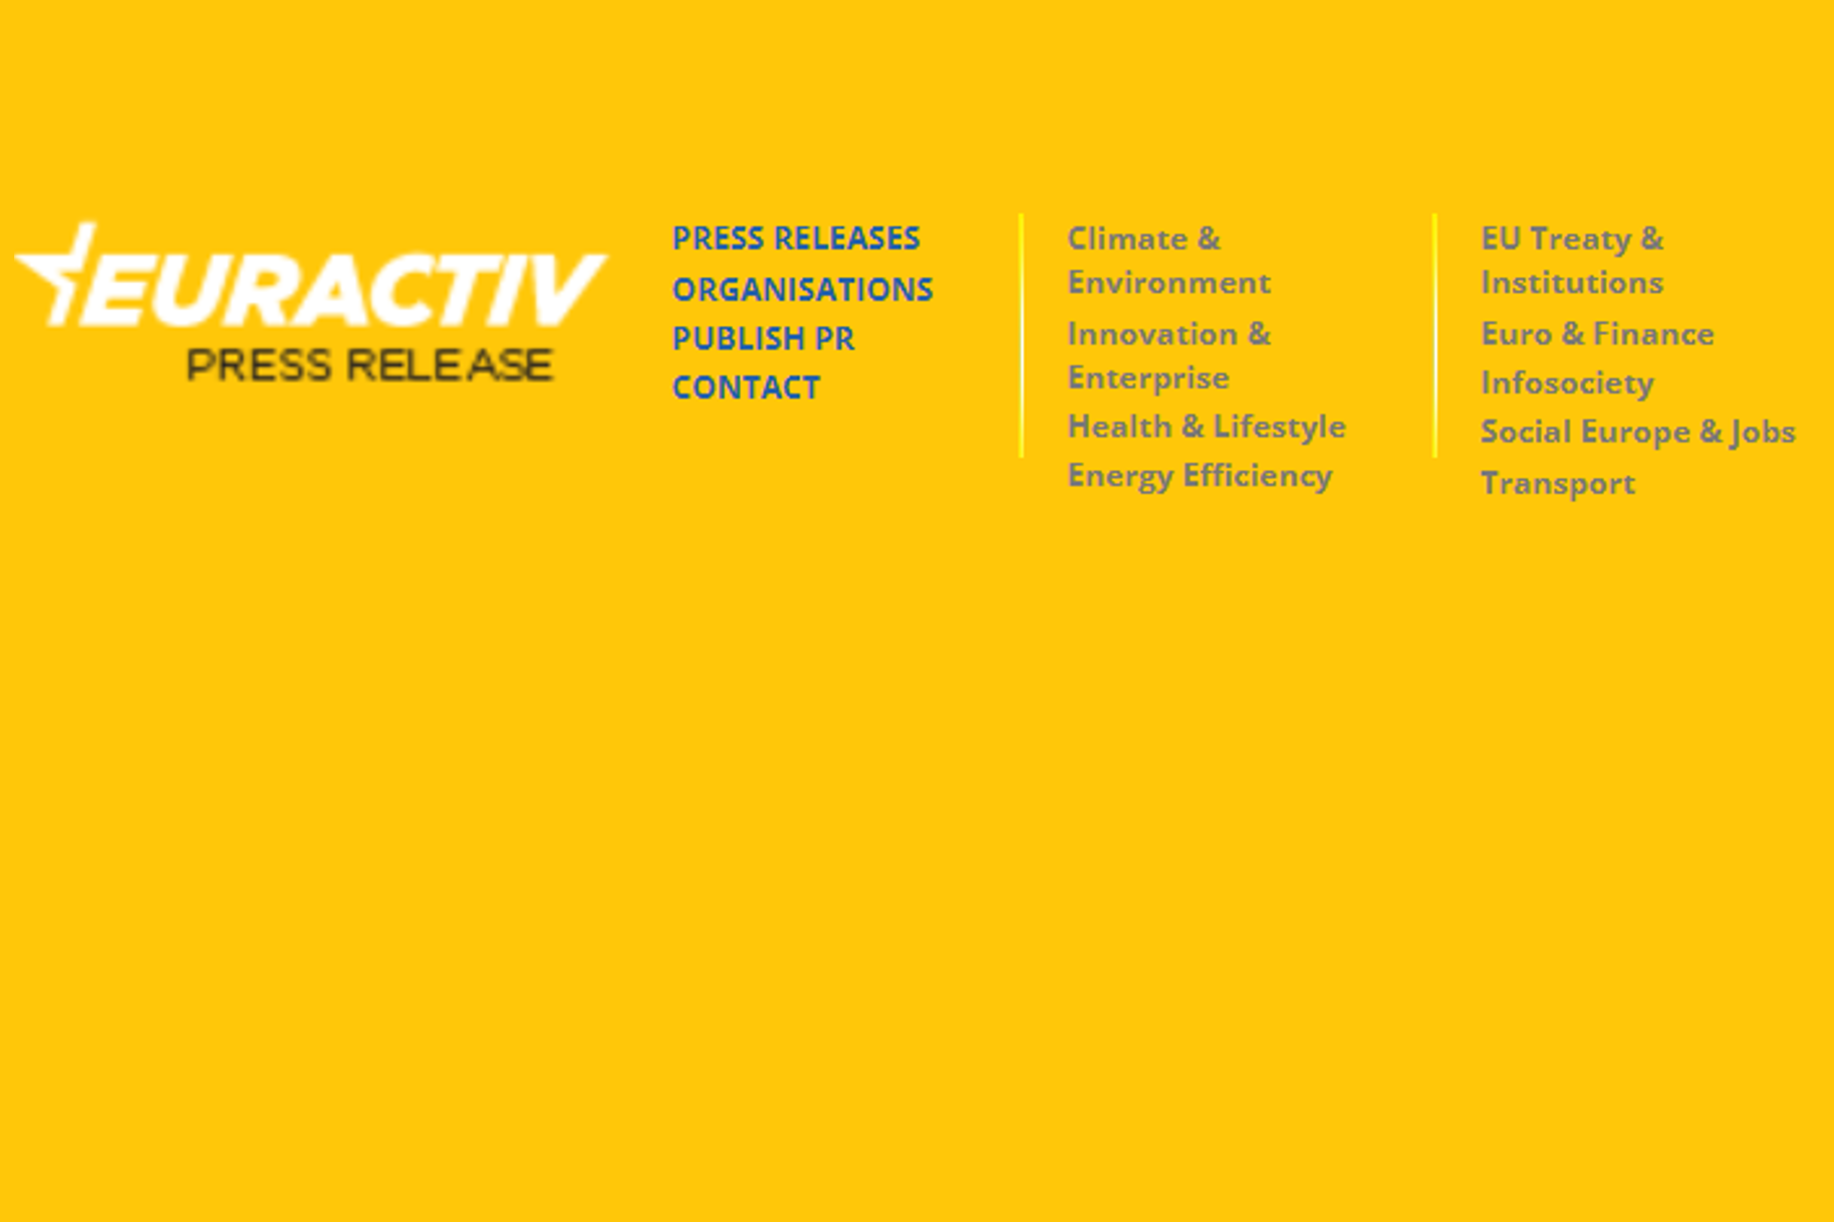 EURACTIV
PRESS RELEASE
PRESS RELEASES
ORGANISATIONS
PUBLISH PR
CONTACT
Climate &
Environment
Innovation &
Enterprise
Health & Lifestyle
Energy Efficiency
EU Treaty &
Institutions
Euro & Finance
Infosociety
Social Europe & Jobs
Transport